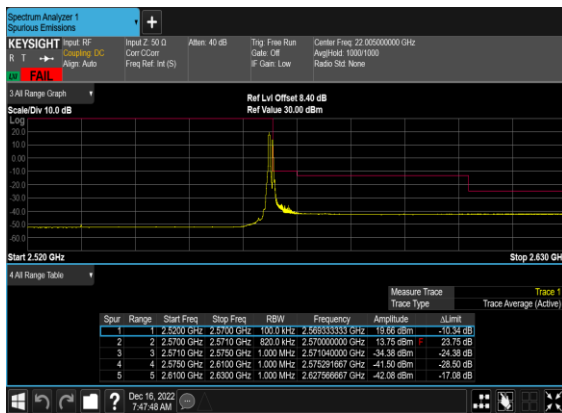 Spectrum Analyzer 1
Spurious Emissions
KEYSIGHT Input: RF Input Z: 50 Ω Atten: 40 dB Trig: Free Run Center Freq: 22.005000000 GHz
R T Coupling: DC Corr CCorr Gate: Off Avg|Hold: 1000/1000
Align: Auto Freq Ref: Int (S) IF Gain: Low Radio Std: None
FAIL
3 All Range Graph
Ref Lvl Offset 8.40 dB
Scale/Div 10.0 dB Ref Value 30.00 dBm
Log
20.0
10.0
0.00
-10.0
-20.0
-30.0
-40.0
-50.0
-60.0
Start 2.520 GHz Stop 2.630 GH
4 All Range Table
Measure Trace Trace 1
Trace Type Trace Average (Active)
Spur Range Start Freq Stop Freq RBW Frequency Amplitude ΔLimit
1 1 2.5200 GHz 2.5700 GHz 100.0 kHz 2.569333333 GHz 19.66 dBm -10.34 dB
2 2 2.5700 GHz 2.5710 GHz 820.0 kHz 2.570000000 GHz 13.75 dBm F 23.75 dB
3 3 2.5710 GHz 2.5750 GHz 1.000 MHz 2.571040000 GHz -34.38 dBm -24.38 dB
4 4 2.5750 GHz 2.6100 GHz 1.000 MHz 2.575291667 GHz -41.50 dBm -28.50 dB
5 5 2.6100 GHz 2.6300 GHz 1.000 MHz 2.627566667 GHz -42.08 dBm -17.08 dB
Dec 16, 2022
7:47:48 AM